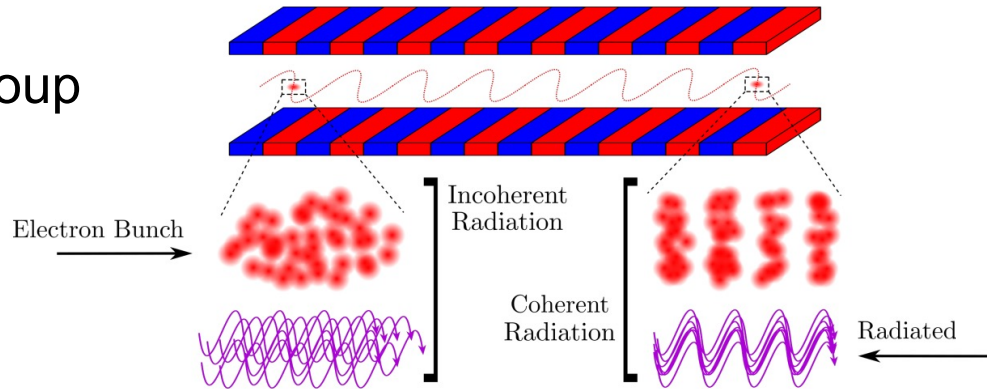 oup
Incoherent
Radiation
Electron Bunch
Coherent
Radiation
Radiated